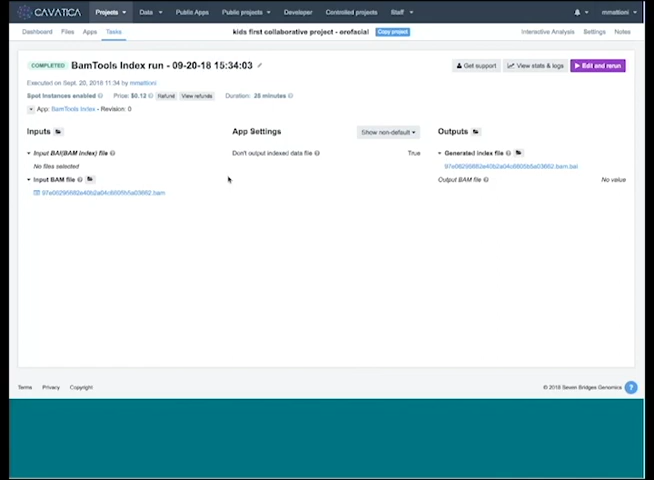 CAVATICA Projects Data Public Apps Public projects Developer Controlled projects Staff mmattioni
Dashboard Files Apps Tasks kids first collaborative project - orofacial Copy project Interactive Analysis Settings Notes
COMPLETED BamTools Index run - 09-20-18 15:34:03 Get support View stats & logs Edit and rerun
Executed on Sept. 20, 2018 11:34 by mmattioni
Spot Instances enabled Price: $0.12 Refund View refunds Duration: 28 minutes
App: BamTools Index - Revision: 0
Inputs App Settings Show non-default Outputs
Input BAI(BAM index) file Don't output indexed data file True Generated index file
No files selected
Input BAM file Output BAM file No value
Terms Privacy Copyright © 2018 Seven Bridges Genomics ?